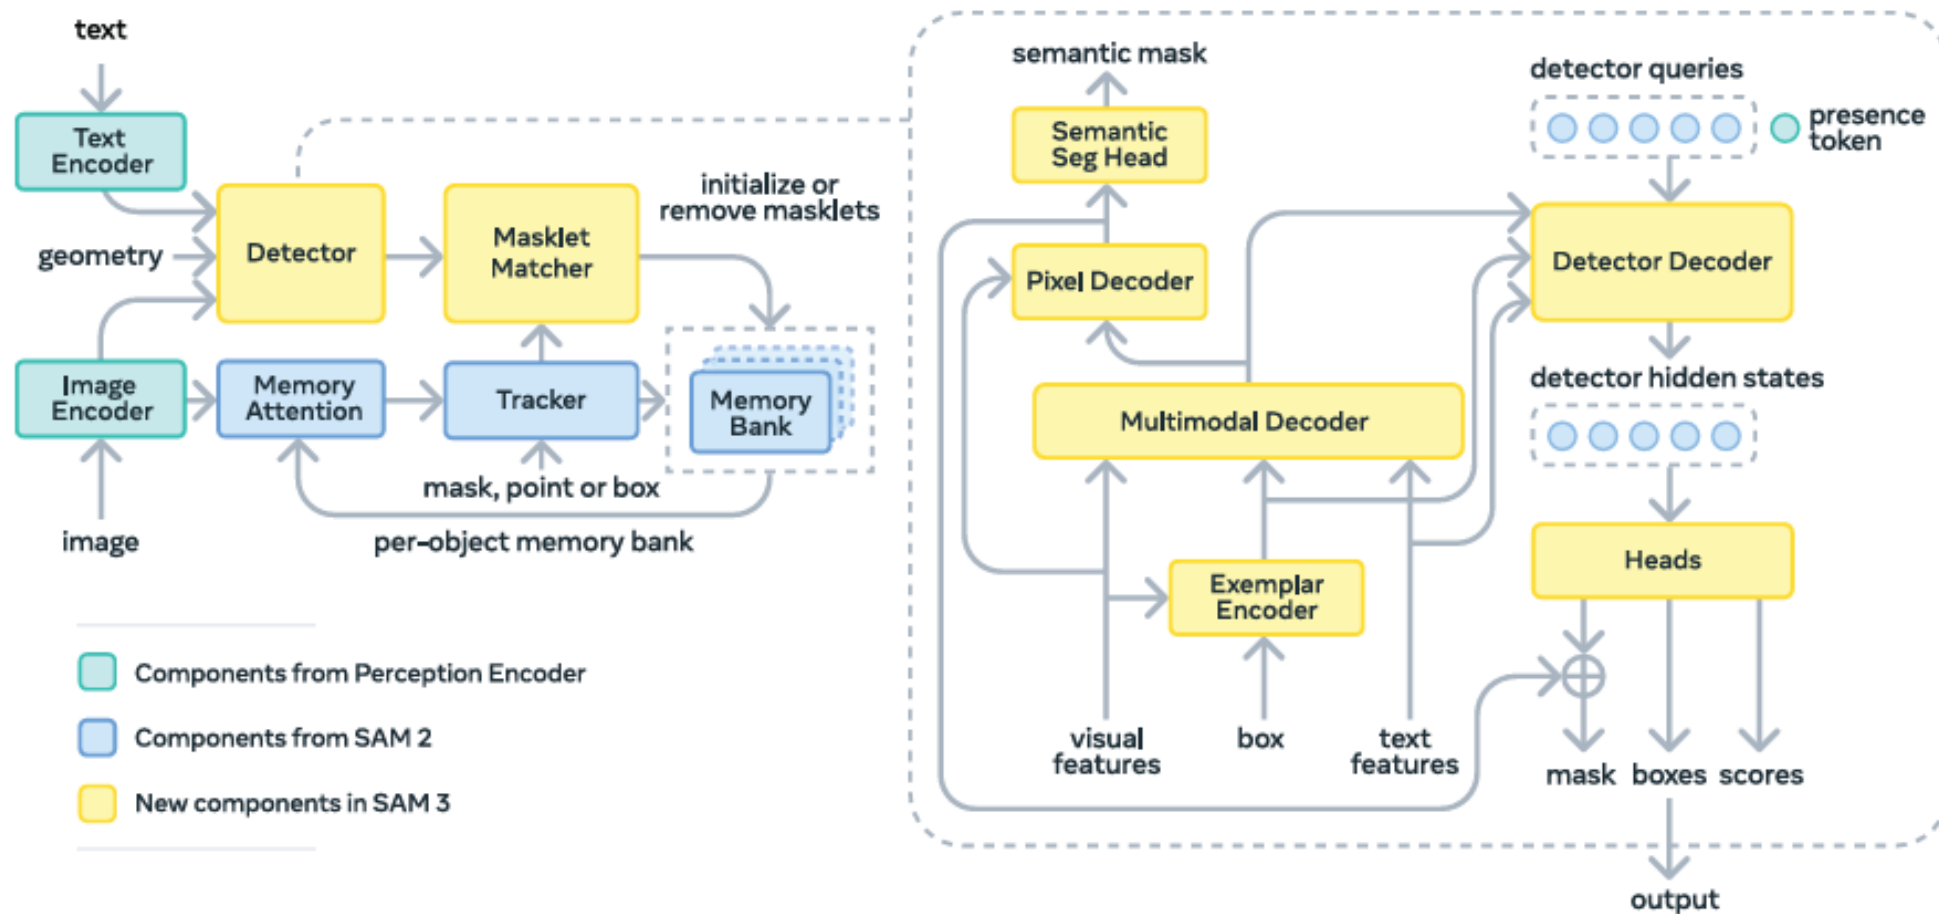 text
Text
Encoder
geometry
Detector
Masklet
Matcher
initialize or
remove masklets
Image
Encoder
Memory
Attention
Tracker
Memory
Bank
mask, point or box
image
per-object memory bank
Components from Perception Encoder
Components from SAM 2
New components in SAM 3
semantic mask
Semantic
Seg Head
Pixel Decoder
Multimodal Decoder
Exemplar
Encoder
visual
features
box
text
features
detector queries
presence
token
Detector Decoder
detector hidden states
Heads
mask
boxes
scores
output